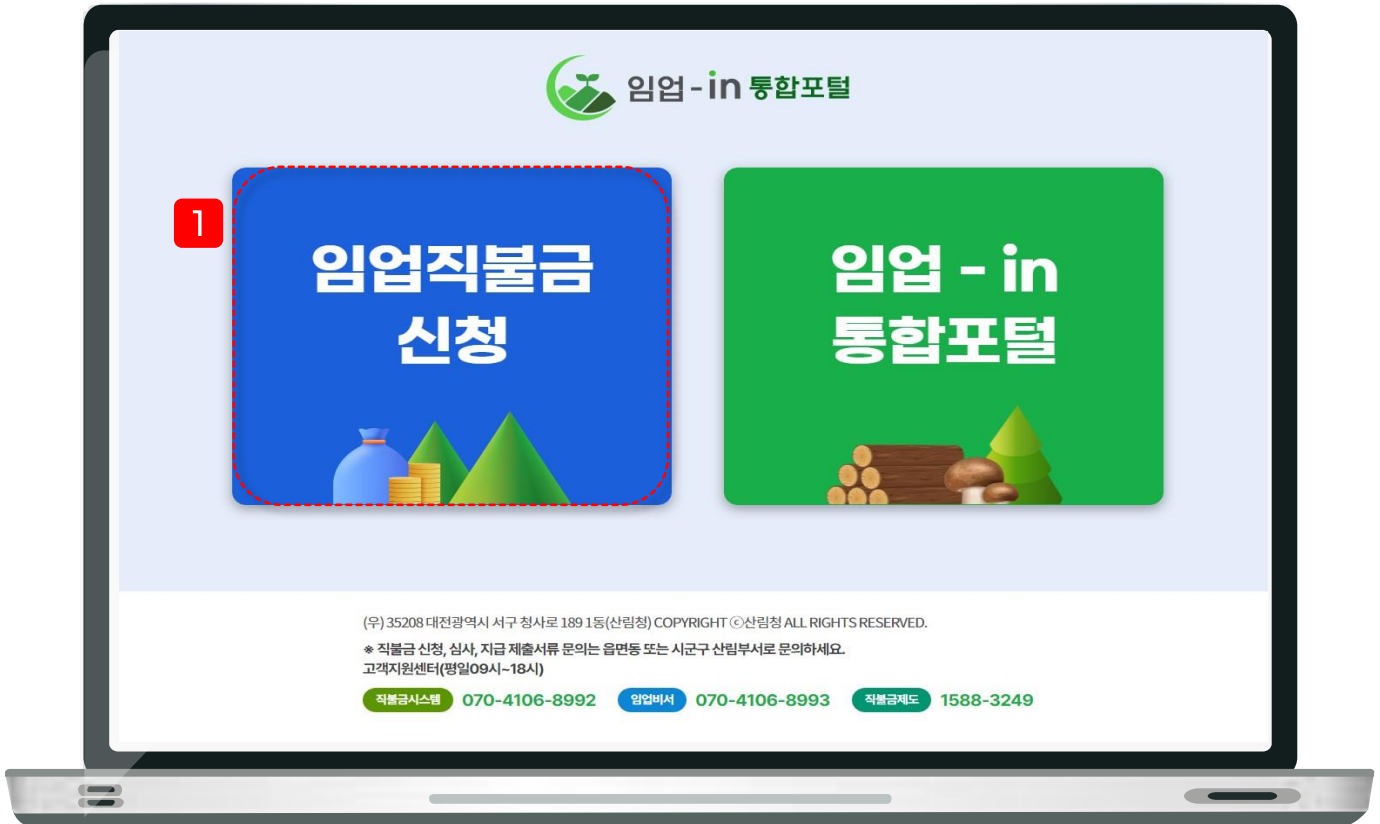 임업-in 통합포털
1
임업직불금
신청
임업 - in
통합포털
(우) 35208 대전광역시 서구 청사로 189 1동(산림청) COPYRIGHT ⓒ산림청 ALL RIGHTS RESERVED.
※ 직불금 신청, 심사, 지급 제출서류 문의는 읍면동 또는 시군구 산림부서로 문의하세요.
고객지원센터(평일09시~18시)
직불금시스템 070-4106-8992 임업비서 070-4106-8993 직불금제도 1588-3249